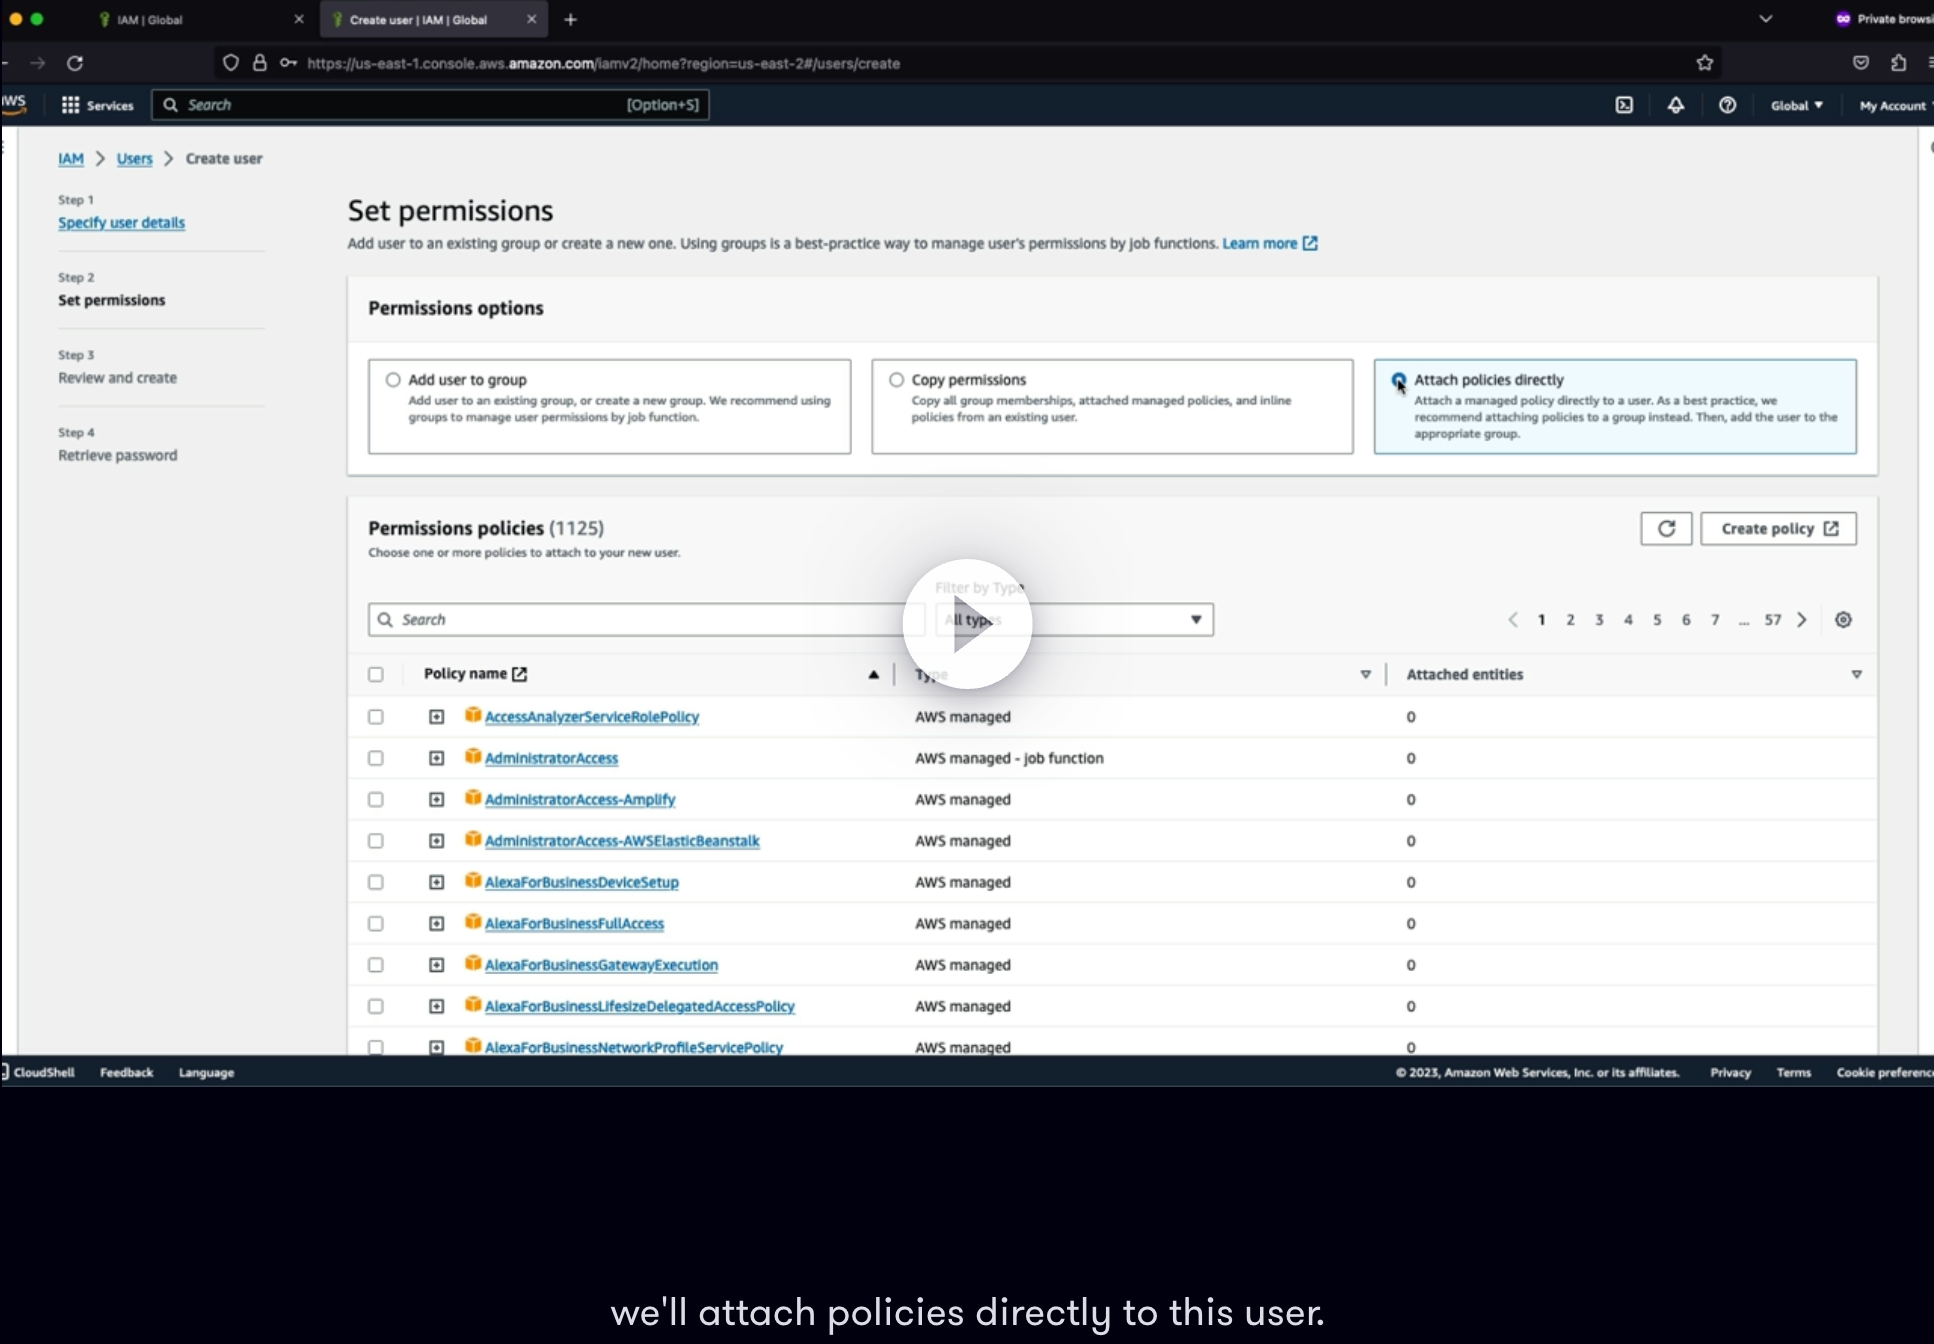 IAM | Global
Create user | IAM | Global
Private brows
https://us-east-1.console.aws.amazon.com/iamv2/home?region=us-east-2#/users/create
Services
Search
[Option+S]
Global
My Account
IAM > Users > Create user
Step 1
Specify user details
Step 2
Set permissions
Step 3
Review and create
Step 4
Retrieve password
Set permissions
Add user to an existing group or create a new one. Using groups is a best-practice way to manage user's permissions by job functions. Learn more
Permissions options
Add user to group
Add user to an existing group, or create a new group. We recommend using
groups to manage user permissions by job function.
Copy permissions
Copy all group memberships, attached managed policies, and inline
policies from an existing user.
Attach policies directly
Attach a managed policy directly to a user. As a best practice, we
recommend attaching policies to a group instead. Then, add the user to the
appropriate group.
Permissions policies (1125)
Choose one or more policies to attach to your new user.
Create policy
Filter by Type
Search
All types
1 2 3 4 5 6 7 ... 57
Policy name Type Attached entities
AccessAnalyzerServiceRolePolicy AWS managed 0
AdministratorAccess AWS managed - job function 0
AdministratorAccess-Amplify AWS managed 0
AdministratorAccess-AWSElasticBeanstalk AWS managed 0
AlexaForBusinessDeviceSetup AWS managed 0
AlexaForBusinessFullAccess AWS managed 0
AlexaForBusinessGatewayExecution AWS managed 0
AlexaForBusinessLifesizeDelegatedAccessPolicy AWS managed 0
AlexaForBusinessNetworkProfileServicePolicy AWS managed 0
CloudShell Feedback Language
© 2023, Amazon Web Services, Inc. or its affiliates. Privacy Terms Cookie preferenc
we'll attach policies directly to this user.